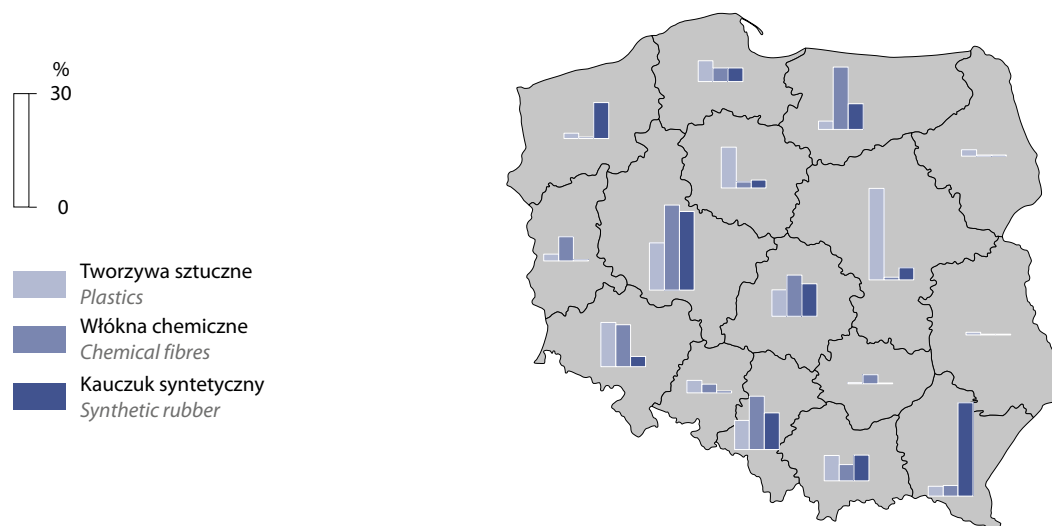 %
30
0
Tworzywa sztuczne
Plastics
Włókna chemiczne
Chemical fibres
Kauczuk syntetyczny
Synthetic rubber